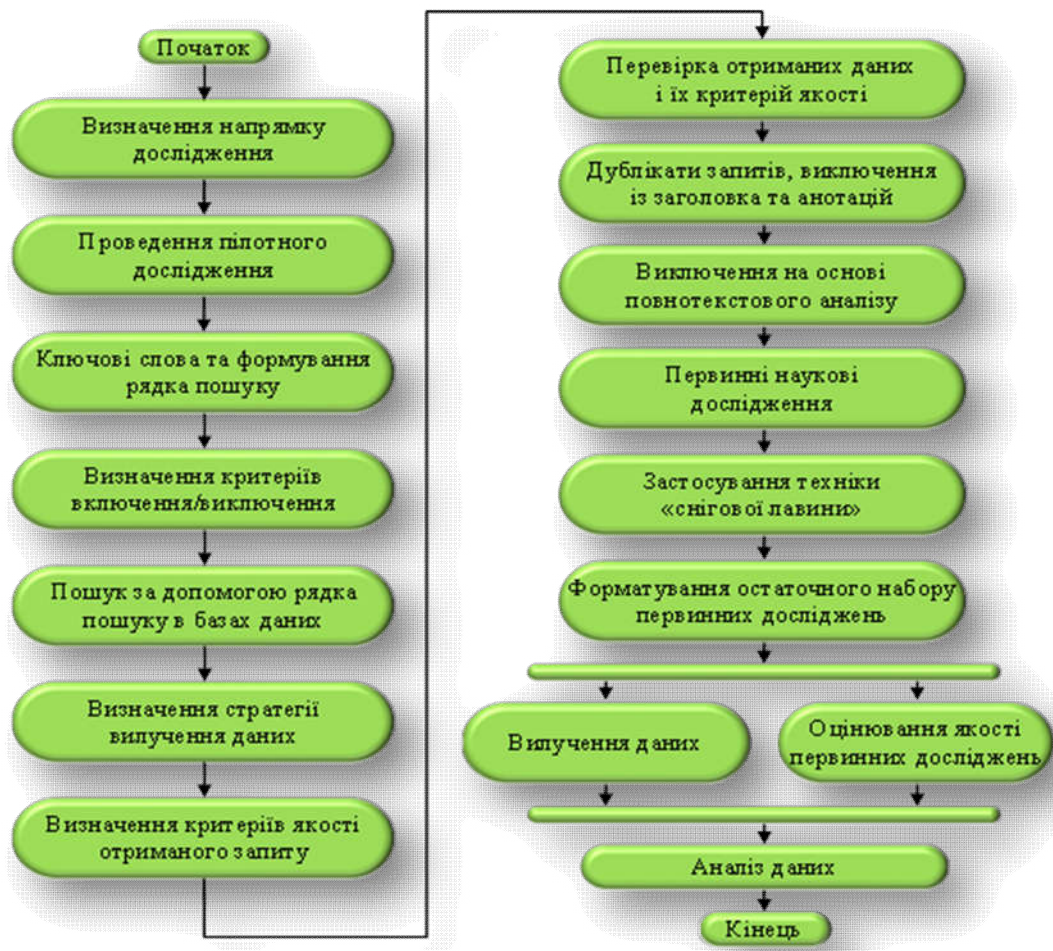 Початок
Визначення напрямку
дослідження
Проведення пілотного
дослідження
Ключові слова та формування
рядка пошуку
Визначення критеріїв
включення/виключення
Пошук за допомогою рядка
пошуку в базах даних
Визначення стратегії
вилучення даних
Визначення критеріїв якості
отриманого запиту
Перевірка отриманих даних
і їх критерій якості
Дублікати запитів, виключення
із заголовка та анотацій
Виключення на основі
повнотекстового аналізу
Первинні наукові
дослідження
Застосування техніки
«снігової лавини»
Форматування остаточного набору
первинних досліджень
Вилучення даних
Оцінювання якості
первинних досліджень
Аналіз даних
Кінець